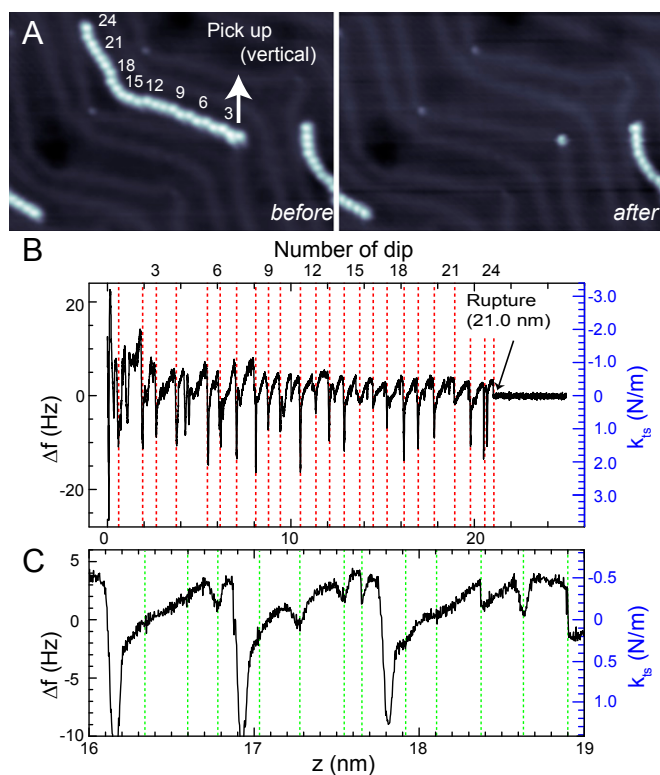 A
24
21
18
15 12
9
6
3
Pick up
(vertical)
before
after
B
Number of dip
3 6 8 9 12 15 18 21 24
20
0
-20
Δf (Hz)
Rupture
(21.0 nm)
-3.0
-2.0
-1.0
0
1.0
2.0
3.0
k_ts (N/m)
0 10 20
C
5
0
-5
-10
Δf (Hz)
-0.5
0
0.5
1.0
k_ts (N/m)
16 17 18 19
z (nm)